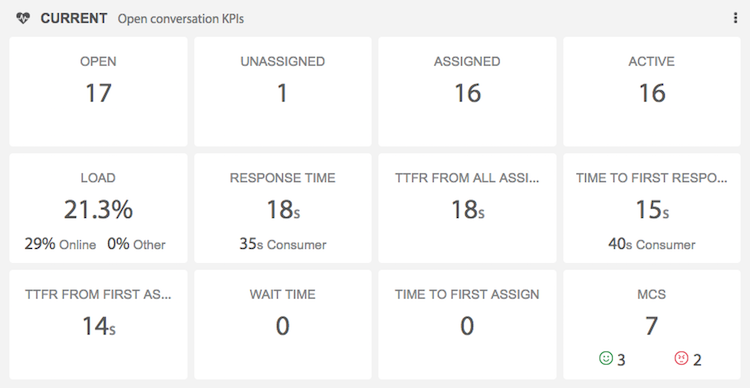 CURRENT Open conversation KPIs
OPEN UNASSIGNED ASSIGNED ACTIVE
17 1 16 16
LOAD RESPONSE TIME TTFR FROM ALL ASSI... TIME TO FIRST RESPO...
21.3% 18s 18s 15s
29% Online 0% Other 35s Consumer 40s Consumer
TTFR FROM FIRST AS... WAIT TIME TIME TO FIRST ASSIGN MCS
14s 0 0 7
3 2